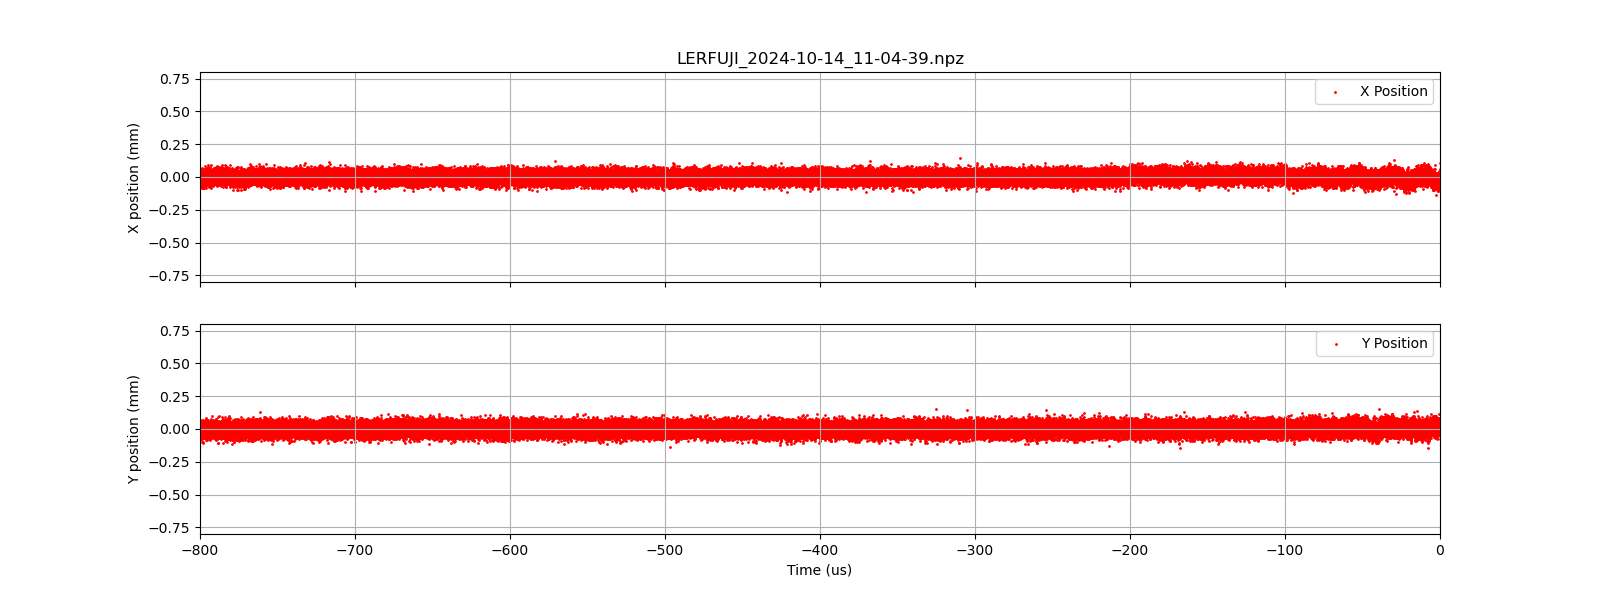 LERFUJI_2024-10-14_11-04-39.npz
0.75
0.50
0.25
0.00
−0.25
−0.50
−0.75
X position (mm)
X Position
0.75
0.50
0.25
0.00
−0.25
−0.50
−0.75
Y position (mm)
Y Position
−800 −700 −600 −500 −400 −300 −200 −100 0
Time (us)